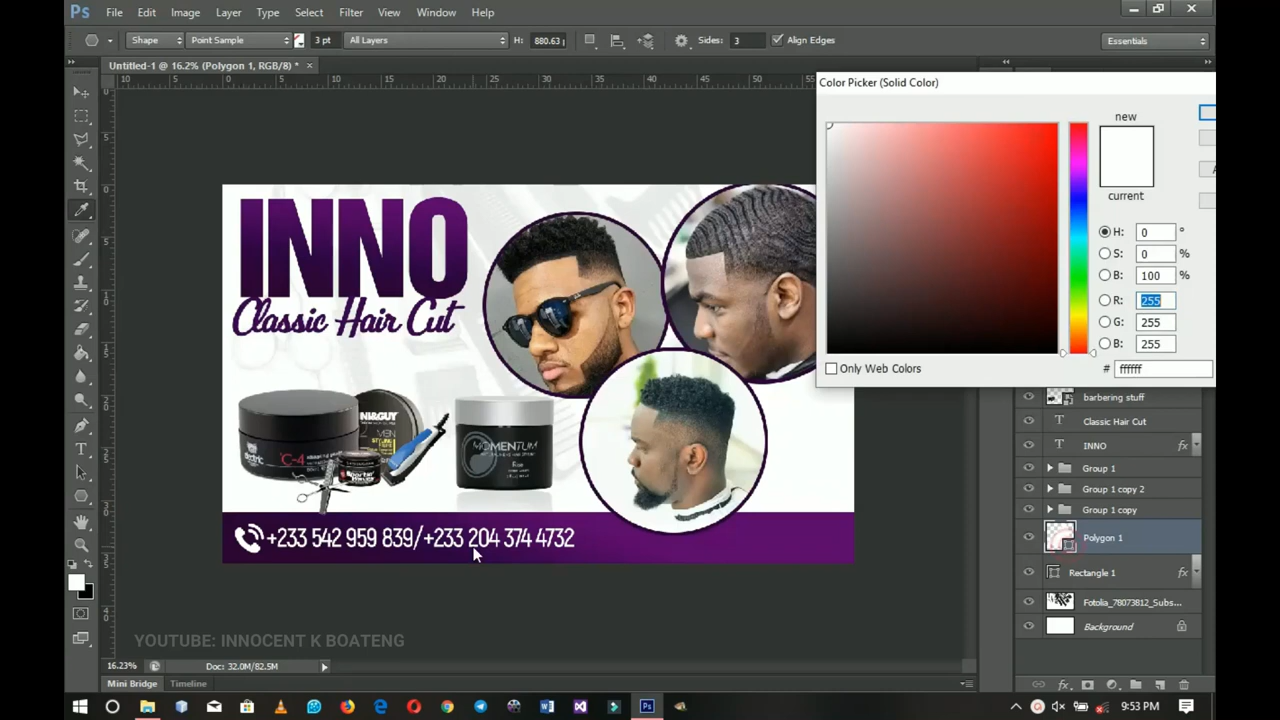 Ps File Edit Image Layer Type Select Filter View Window Help
Shape Point Sample 3 pt All Layers H: 880.63 Sides: 3 Align Edges Essentials
Untitled-1 @ 16.2% (Polygon 1, RGB/8) *
Color Picker (Solid Color)
new
current
H: 0 °
S: 0 %
B: 100 %
R: 255
G: 255
B: 255
Only Web Colors
# ffffff
INNO
Classic Hair Cut
C-4
MEN
MOMENTUM
+233 542 959 839/+233 204 374 4732
barbering stuff
T Classic Hair Cut
T INNO fx
Group 1
Group 1 copy 2
Group 1 copy
Polygon 1
Rectangle 1 fx
Fotolia_78073812_Subs...
Background
YOUTUBE: INNOCENT K BOATENG
16.23% Doc: 32.0M/82.5M
Mini Bridge Timeline
9:53 PM